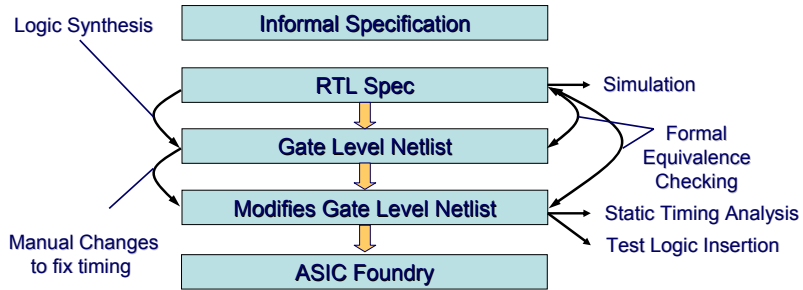 Logic Synthesis
Informal Specification
RTL Spec
Simulation
Gate Level Netlist
Formal
Equivalence
Checking
Modifies Gate Level Netlist
Static Timing Analysis
Manual Changes
to fix timing
Test Logic Insertion
ASIC Foundry